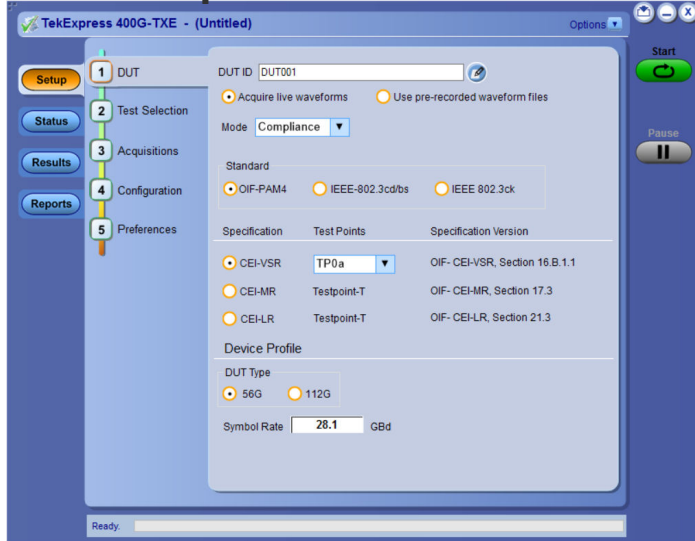 TekExpress 400G-TXE - (Untitled)
Options
Start
Pause
Setup
Status
Results
Reports
1 DUT
2 Test Selection
3 Acquisitions
4 Configuration
5 Preferences
DUT ID DUT001
Acquire live waveforms Use pre-recorded waveform files
Mode Compliance
Standard
OIF-PAM4 IEEE-802.3cd/bs IEEE 802.3ck
Specification Test Points Specification Version
CEI-VSR TP0a OIF- CEI-VSR, Section 16.B.1.1
CEI-MR Testpoint-T OIF- CEI-MR, Section 17.3
CEI-LR Testpoint-T OIF- CEI-LR, Section 21.3
Device Profile
DUT Type
56G 112G
Symbol Rate 28.1 GBd
Ready.